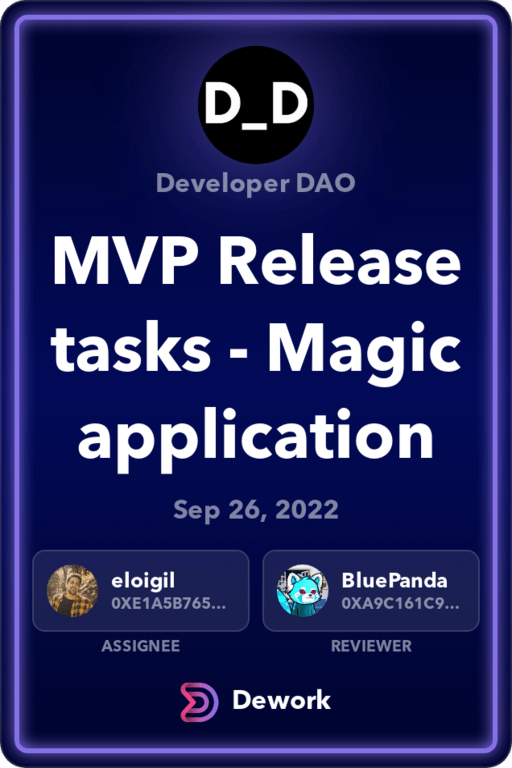 D_D
Developer DAO
MVP Release
tasks - Magic
application
Sep 26, 2022
eloigil
0XE1A5B765...
BluePanda
0XA9C161C9...
ASSIGNEE
REVIEWER
Dework